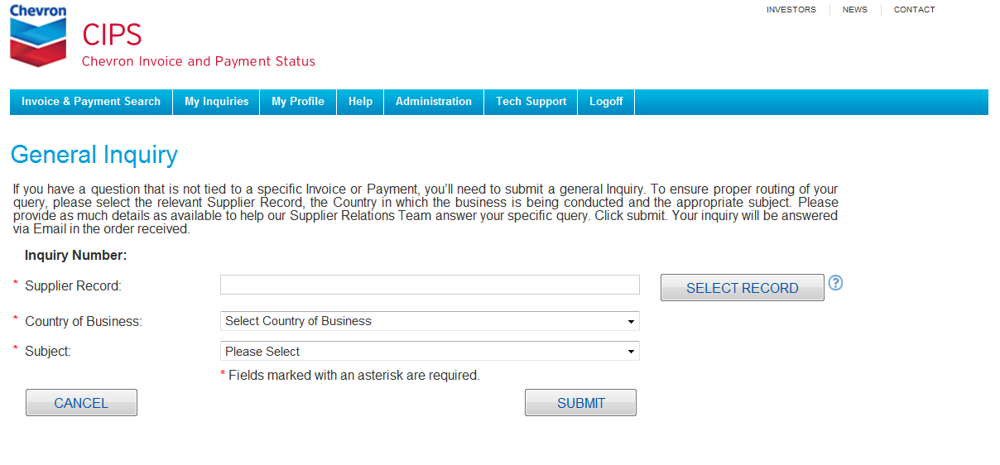 Chevron
CIPS
Chevron Invoice and Payment Status
INVESTORS NEWS CONTACT
Invoice & Payment Search My Inquiries My Profile Help Administration Tech Support Logoff
General Inquiry
If you have a question that is not tied to a specific Invoice or Payment, you'll need to submit a general Inquiry. To ensure proper routing of your
query, please select the relevant Supplier Record, the Country in which the business is being conducted and the appropriate subject. Please
provide as much details as available to help our Supplier Relations Team answer your specific query. Click submit. Your inquiry will be answered
via Email in the order received.
Inquiry Number:
* Supplier Record: SELECT RECORD ?
* Country of Business: Select Country of Business
* Subject: Please Select
* Fields marked with an asterisk are required.
CANCEL SUBMIT